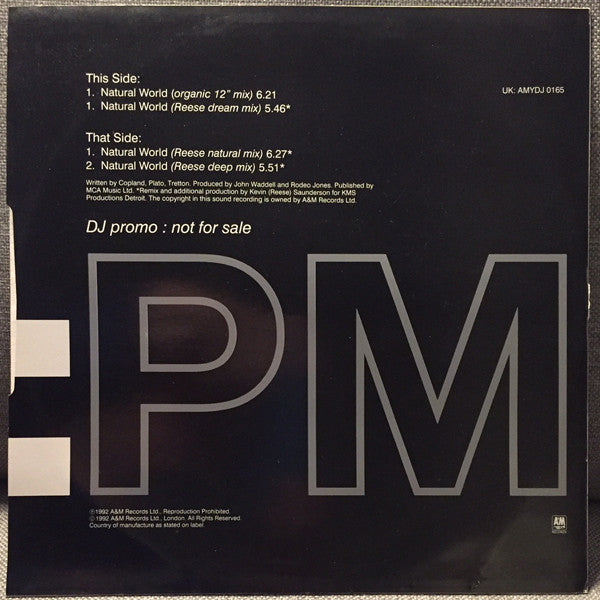 This Side:
1. Natural World (organic 12" mix) 6.21
1. Natural World (Reese dream mix) 5.46*
UK: AMYDJ 0165
That Side:
1. Natural World (Reese natural mix) 6.27*
2. Natural World (Reese deep mix) 5.51*
Written by Copland, Plato, Tretton. Produced by John Waddell and Rodeo Jones. Published by
MCA Music Ltd. *Remix and additional production by Kevin (Reese) Saunderson for KMS
Productions Detroit. The copyright in this sound recording is owned by A&M Records Ltd.
DJ promo : not for sale
PM
℗1992 A&M Records Ltd., Reproduction Prohibited.
©1992 A&M Records Ltd., London. All Rights Reserved.
Country of manufacture as stated on label.
A&M
RECORDS